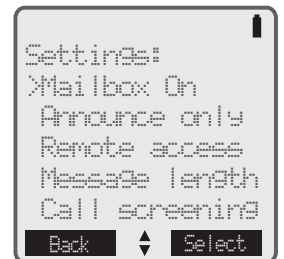 Settings:
>Mailbox On
Announce only
Remote access
Message length
Call screening
Back Select